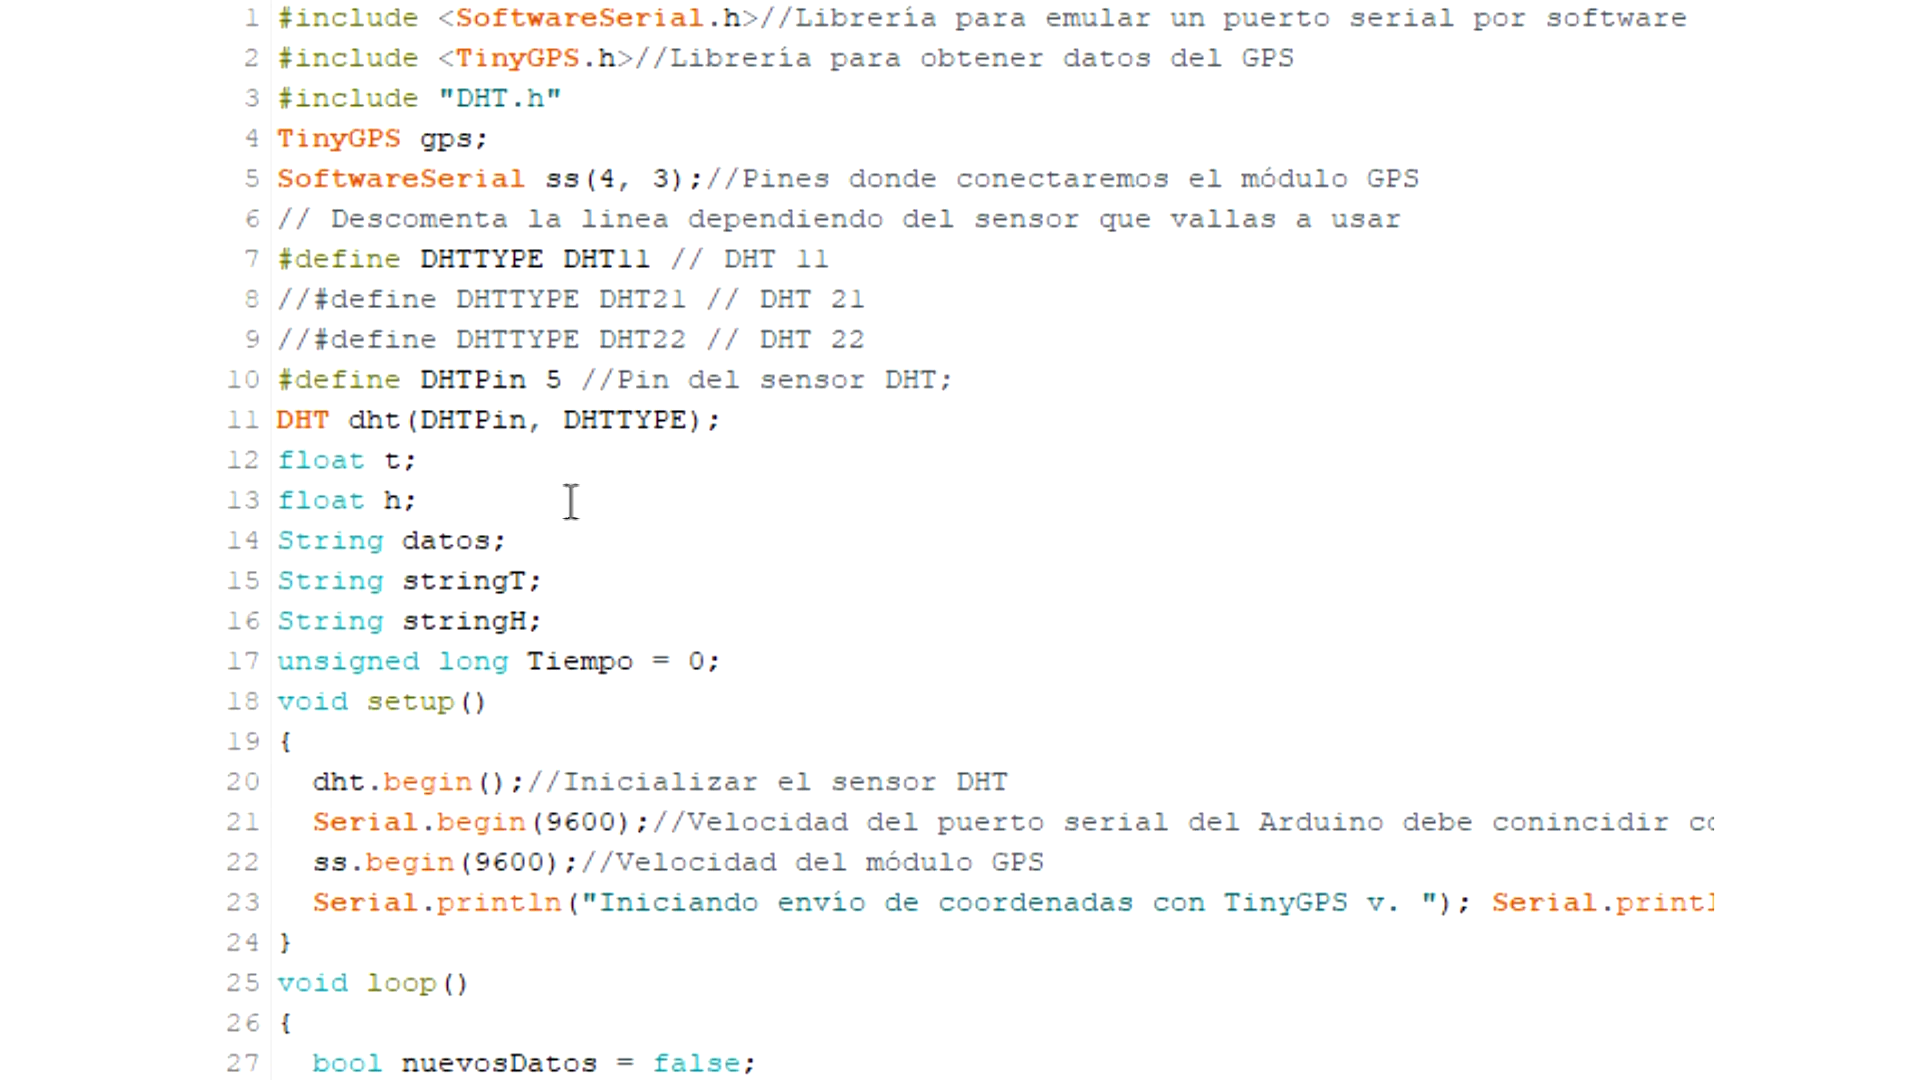 1 #include <SoftwareSerial.h>//Librería para emular un puerto serial por software
2 #include <TinyGPS.h>//Librería para obtener datos del GPS
3 #include "DHT.h"
4 TinyGPS gps;
5 SoftwareSerial ss(4, 3);//Pines donde conectaremos el módulo GPS
6 // Descomenta la linea dependiendo del sensor que vallas a usar
7 #define DHTTYPE DHT11 // DHT 11
8 //#define DHTTYPE DHT21 // DHT 21
9 //#define DHTTYPE DHT22 // DHT 22
10 #define DHTPin 5 //Pin del sensor DHT;
11 DHT dht(DHTPin, DHTTYPE);
12 float t;
13 float h;
14 String datos;
15 String stringT;
16 String stringH;
17 unsigned long Tiempo = 0;
18 void setup()
19 {
20 dht.begin();//Inicializar el sensor DHT
21 Serial.begin(9600);//Velocidad del puerto serial del Arduino debe conincidir
22 ss.begin(9600);//Velocidad del módulo GPS
23 Serial.println("Iniciando envío de coordenadas con TinyGPS v. "); Serial.printl
24 }
25 void loop()
26 {
27 bool nuevosDatos = false;